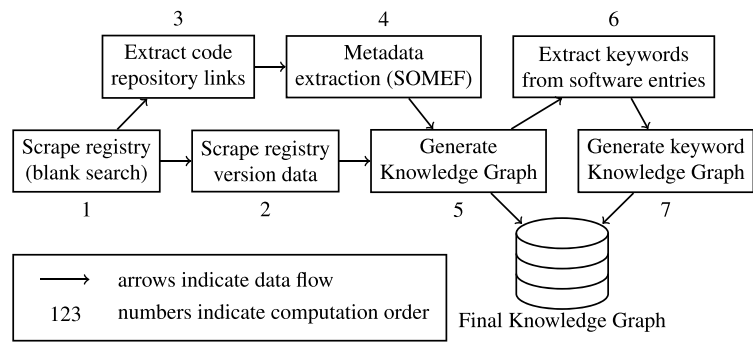 3
4
6
Extract code
repository links
Metadata
extraction (SOMEF)
Extract keywords
from software entries
Scrape registry
(blank search)
Scrape registry
version data
Generate
Knowledge Graph
Generate keyword
Knowledge Graph
1
2
5
7
arrows indicate data flow
123 numbers indicate computation order
Final Knowledge Graph